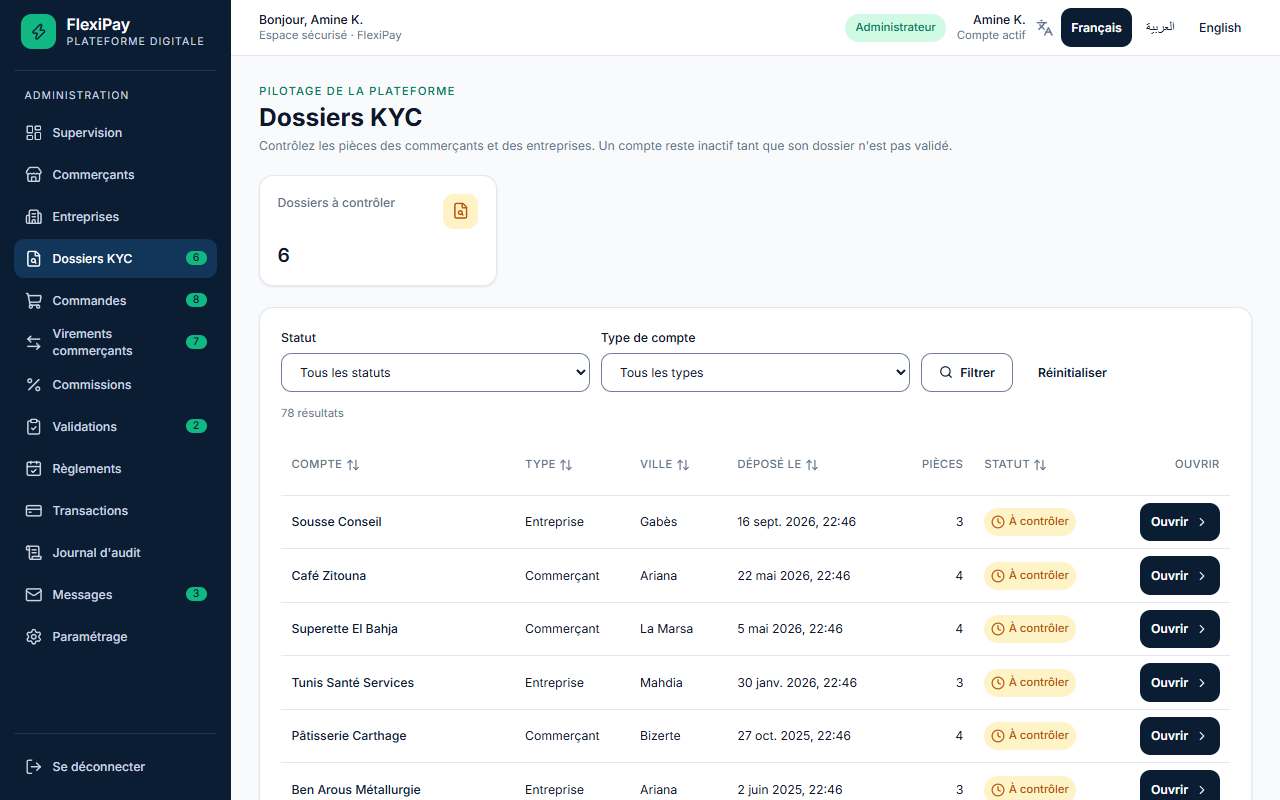 FlexiPay
PLATEFORME DIGITALE
ADMINISTRATION
Supervision
Commerçants
Entreprises
Dossiers KYC 6
Commandes 8
Virements
commerçants 7
Commissions
Validations 2
Règlements
Transactions
Journal d'audit
Messages 3
Paramétrage
Se déconnecter
Bonjour, Amine K.
Espace sécurisé · FlexiPay
Administrateur
Amine K.
Compte actif
Français
العربية
English
PILOTAGE DE LA PLATEFORME
Dossiers KYC
Contrôlez les pièces des commerçants et des entreprises. Un compte reste inactif tant que son dossier n'est pas validé.
Dossiers à contrôler
6
Statut
Tous les statuts
Type de compte
Tous les types
Filtrer
Réinitialiser
78 résultats
COMPTE TYPE VILLE DÉPOSÉ LE PIÈCES STATUT OUVRIR
Sousse Conseil Entreprise Gabès 16 sept. 2026, 22:46 3 À contrôler Ouvrir
Café Zitouna Commerçant Ariana 22 mai 2026, 22:46 4 À contrôler Ouvrir
Superette El Bahja Commerçant La Marsa 5 mai 2026, 22:46 4 À contrôler Ouvrir
Tunis Santé Services Entreprise Mahdia 30 janv. 2026, 22:46 3 À contrôler Ouvrir
Pâtisserie Carthage Commerçant Bizerte 27 oct. 2025, 22:46 4 À contrôler Ouvrir
Ben Arous Métallurgie Entreprise Ariana 2 juin 2025, 22:46 3 À contrôler Ouvrir